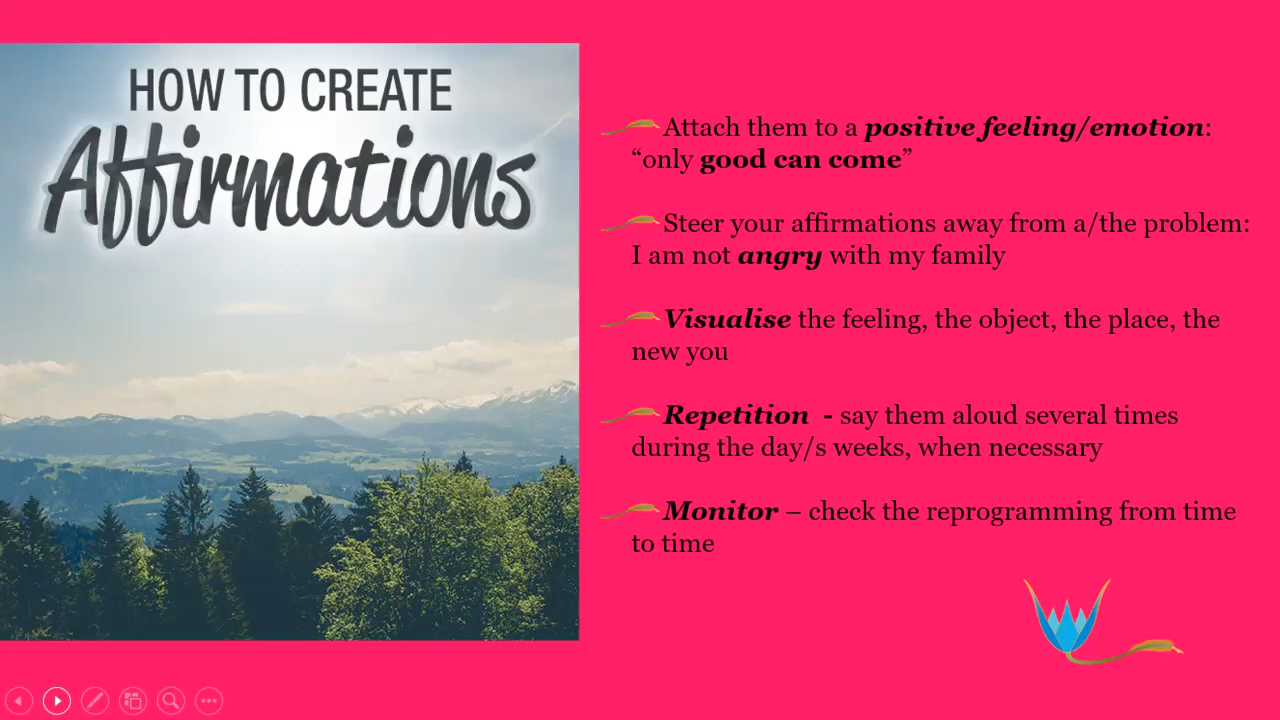 HOW TO CREATE
Affirmations
Attach them to a positive feeling/emotion:
“only good can come”
Steer your affirmations away from a/the problem:
I am not angry with my family
Visualise the feeling, the object, the place, the
new you
Repetition  - say them aloud several times
during the day/s weeks, when necessary
Monitor – check the reprogramming from time
to time